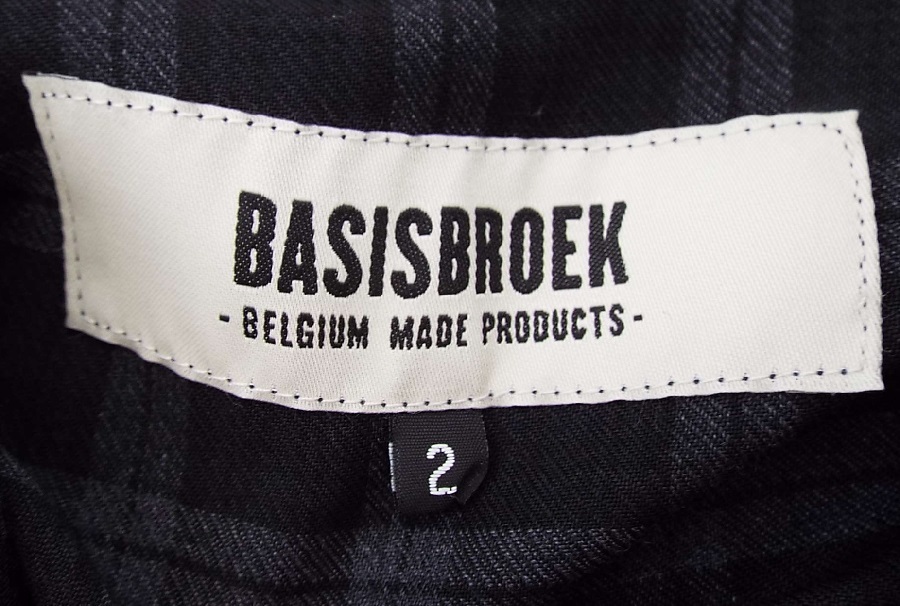 BASISBROEK
- BELGIUM MADE PRODUCTS -
2